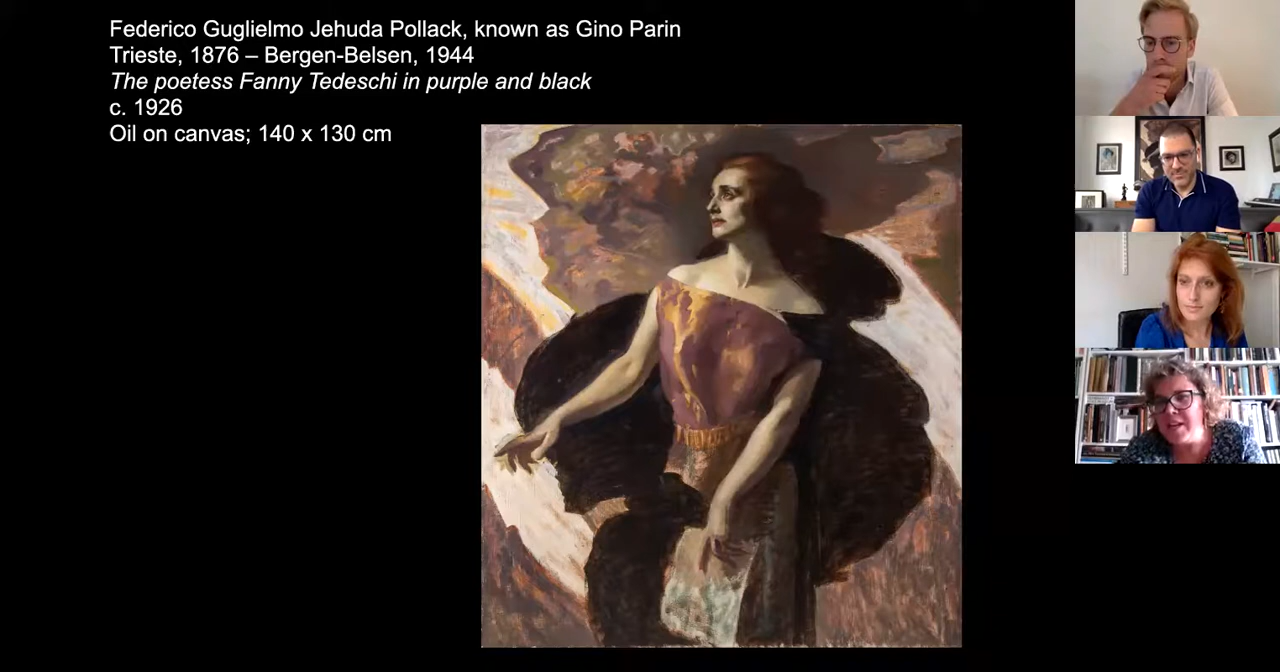 Federico Guglielmo Jehuda Pollack, known as Gino Parin
Trieste, 1876 – Bergen-Belsen, 1944
The poetess Fanny Tedeschi in purple and black
c. 1926
Oil on canvas; 140 x 130 cm